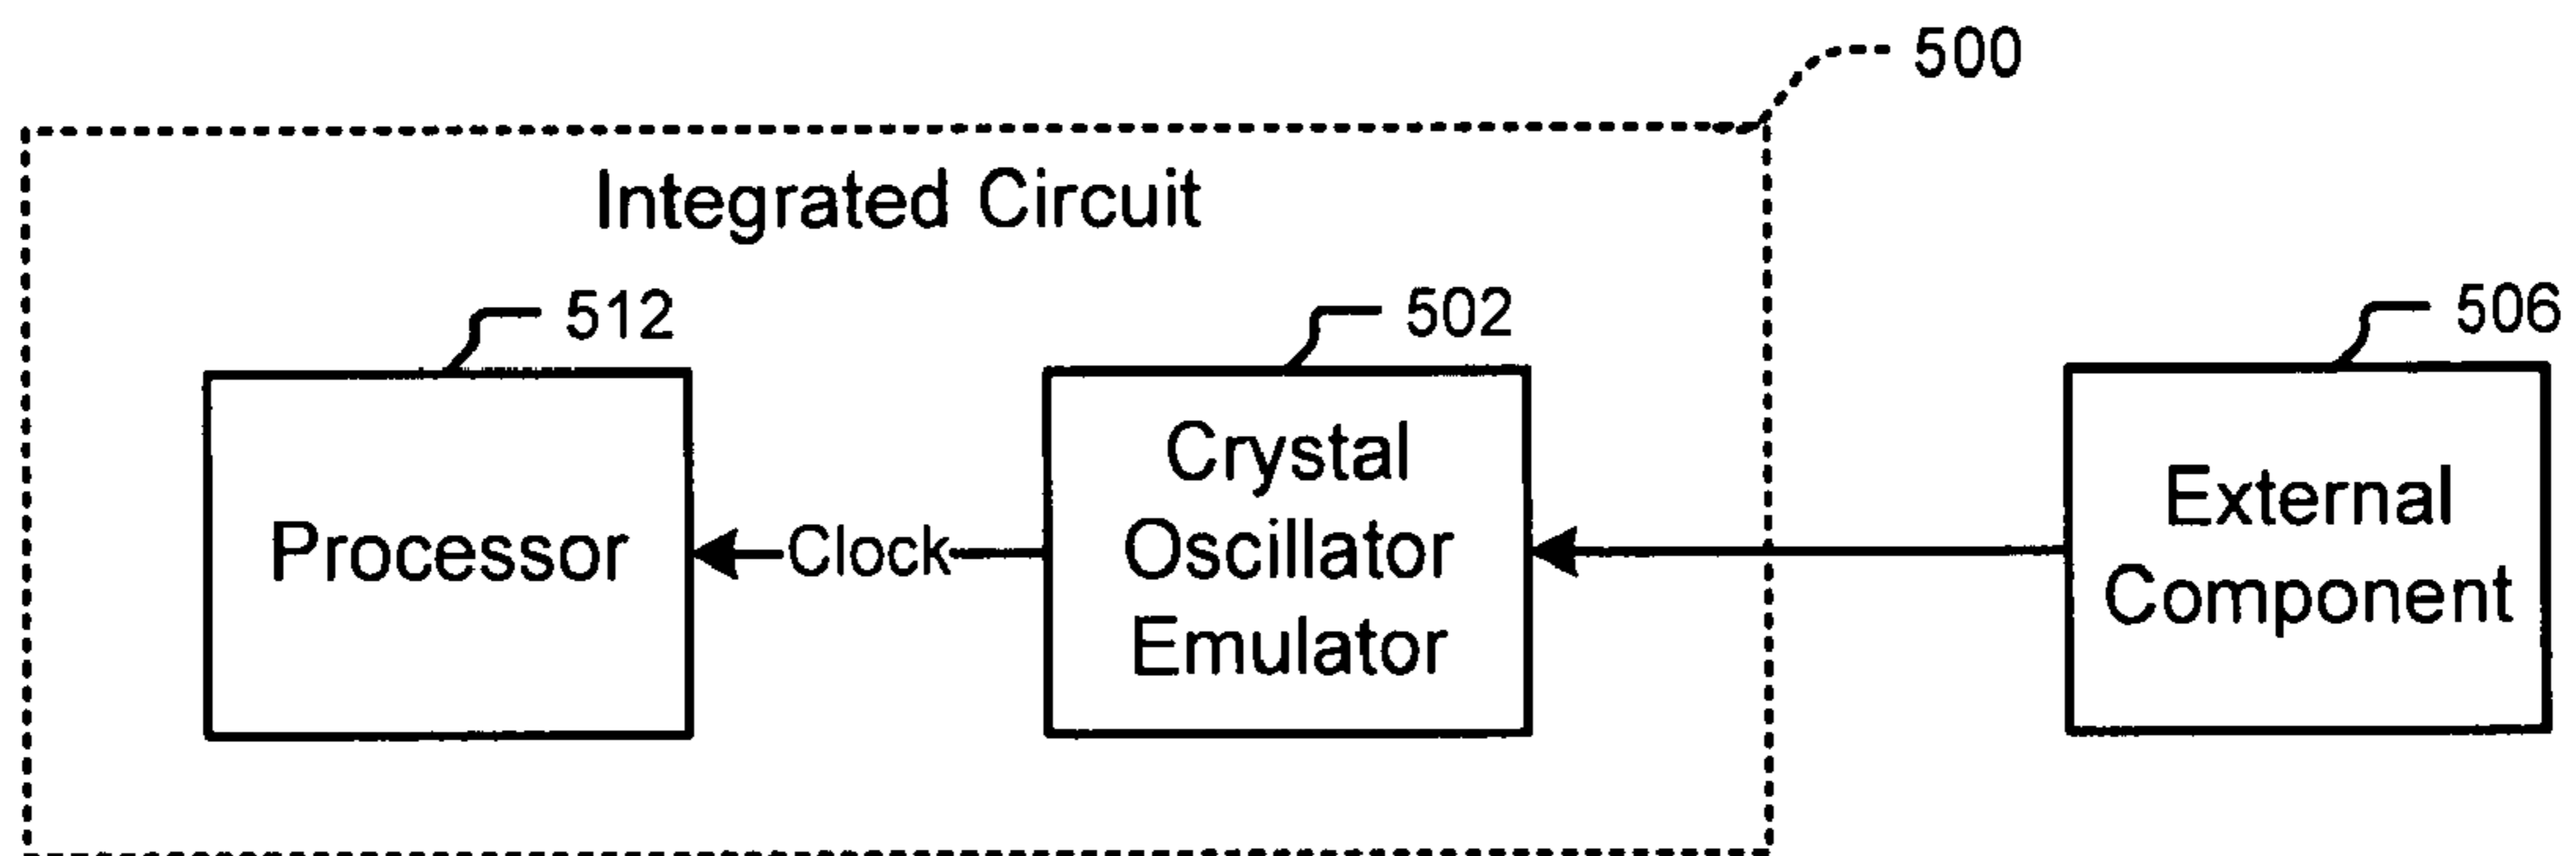 500
Integrated Circuit
512
502
506
Processor
Clock
Crystal
Oscillator
Emulator
External
Component